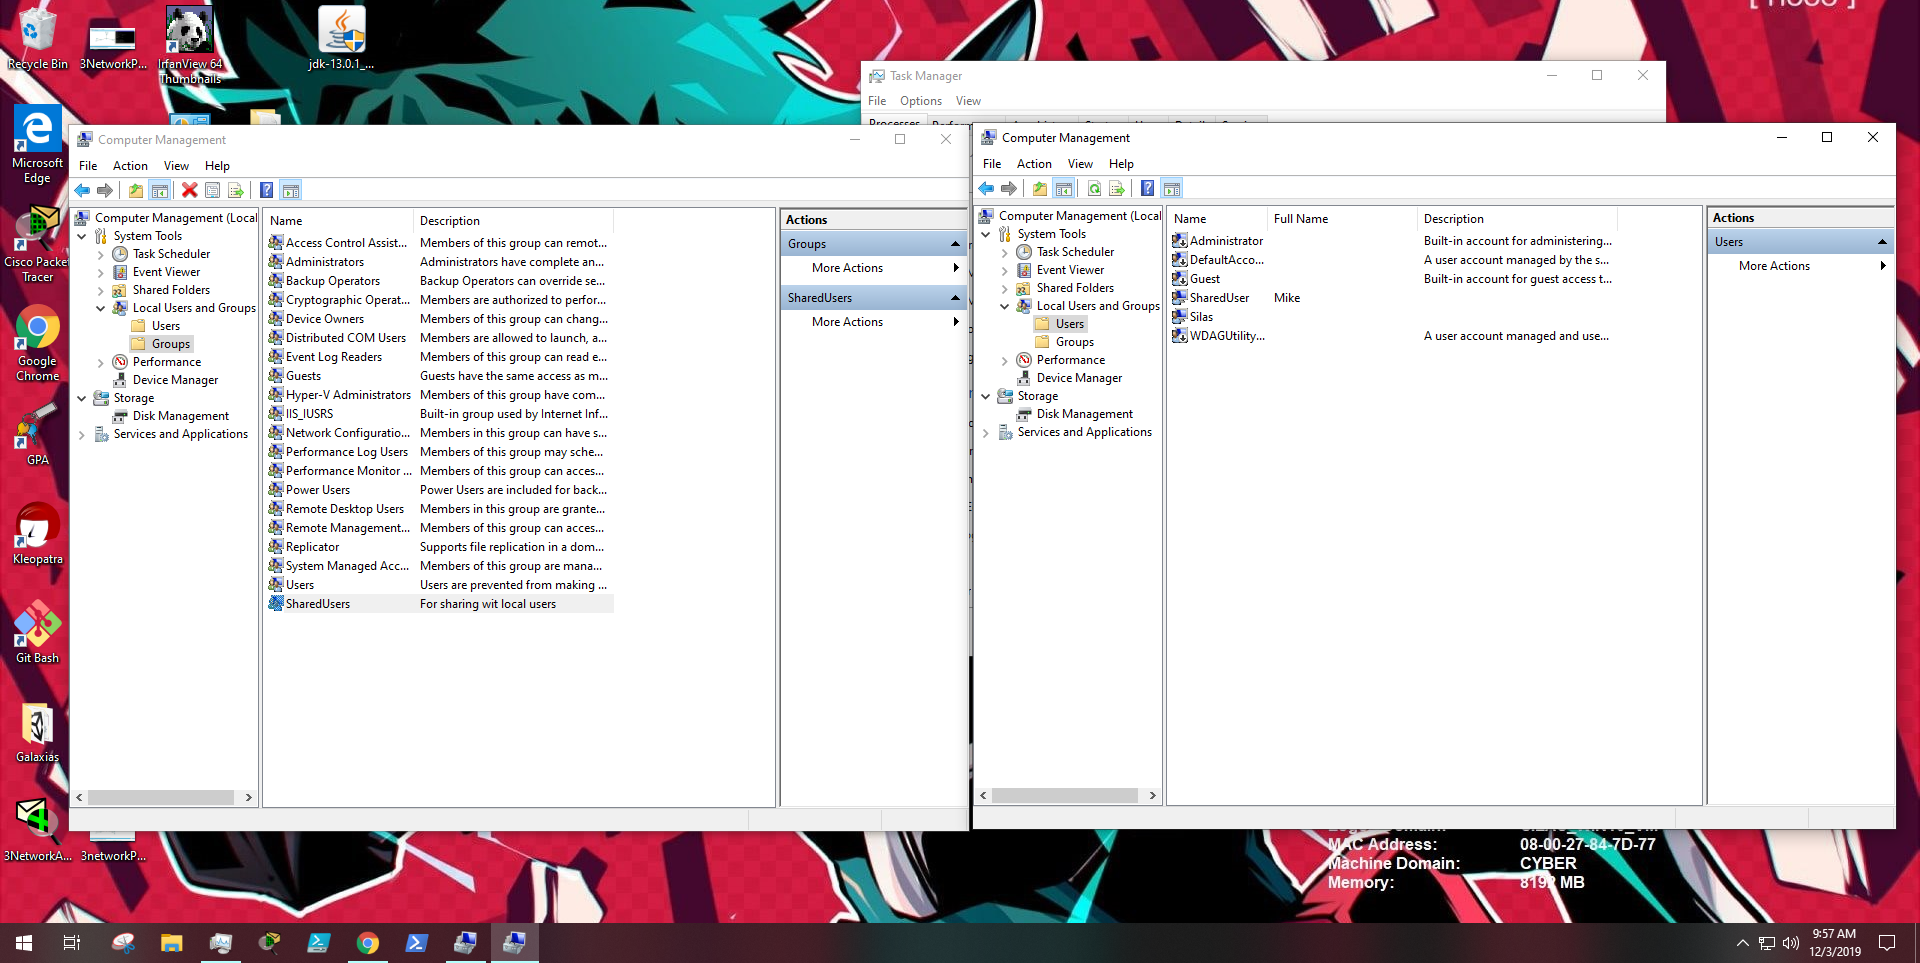 Recycle Bin
3NetworkP...
IrfanView 64
Thumbnails
jdk-13.0.1_...
Microsoft
Edge
Cisco Packet
Tracer
Google
Chrome
GPA
Kleopatra
Git Bash
Galaxias
3NetworkA...
3networkP...
Task Manager
File Options View
Processes
Computer Management
File Action View Help
Computer Management (Local
System Tools
Task Scheduler
Event Viewer
Shared Folders
Local Users and Groups
Users
Groups
Performance
Device Manager
Storage
Disk Management
Services and Applications
Name Description
Access Control Assist... Members of this group can remot...
Administrators Administrators have complete an...
Backup Operators Backup Operators can override se...
Cryptographic Operat... Members are authorized to perfor...
Device Owners Members of this group can chang...
Distributed COM Users Members are allowed to launch, a...
Event Log Readers Members of this group can read e...
Guests Guests have the same access as m...
Hyper-V Administrators Members of this group have com...
IIS_IUSRS Built-in group used by Internet Inf...
Network Configuratio... Members in this group can have s...
Performance Log Users Members of this group may sche...
Performance Monitor ... Members of this group can acces...
Power Users Power Users are included for back...
Remote Desktop Users Members in this group are grante...
Remote Management... Members of this group can acces...
Replicator Supports file replication in a dom...
System Managed Acc... Members of this group are mana...
Users Users are prevented from making ...
SharedUsers For sharing wit local users
Actions
Groups
More Actions
SharedUsers
More Actions
Computer Management
File Action View Help
Computer Management (Local
System Tools
Task Scheduler
Event Viewer
Shared Folders
Local Users and Groups
Users
Groups
Performance
Device Manager
Storage
Disk Management
Services and Applications
Name Full Name Description
Administrator Built-in account for administering...
DefaultAcco... A user account managed by the s...
Guest Built-in account for guest access t...
SharedUser Mike
Silas
WDAGUtility... A user account managed and use...
Actions
Users
More Actions
MAC Address: 08-00-27-84-7D-77
Machine Domain: CYBER
Memory: 8192 MB
9:57 AM
12/3/2019